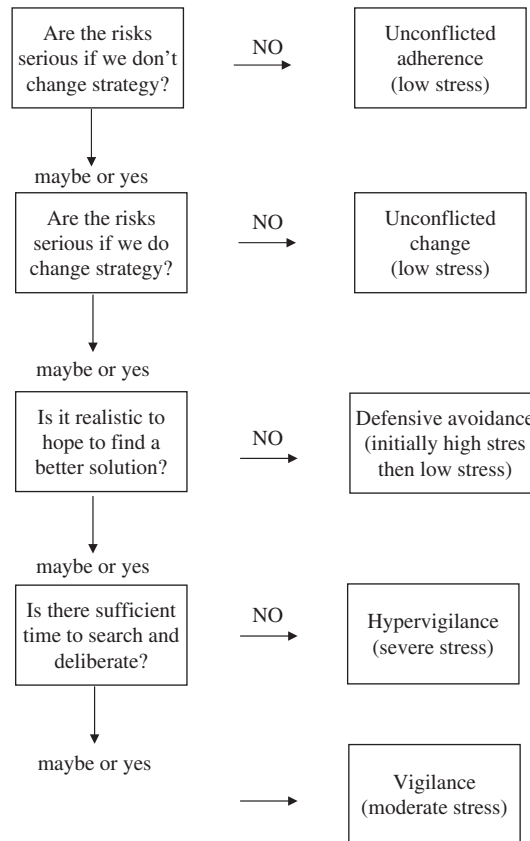 Are the risks
serious if we don't
change strategy?
NO
Unconflicted
adherence
(low stress)
maybe or yes
Are the risks
serious if we do
change strategy?
NO
Unconflicted
change
(low stress)
maybe or yes
Is it realistic to
hope to find a
better solution?
NO
Defensive avoidance
(initially high stres
then low stress)
maybe or yes
Is there sufficient
time to search and
deliberate?
NO
Hypervigilance
(severe stress)
maybe or yes
Vigilance
(moderate stress)